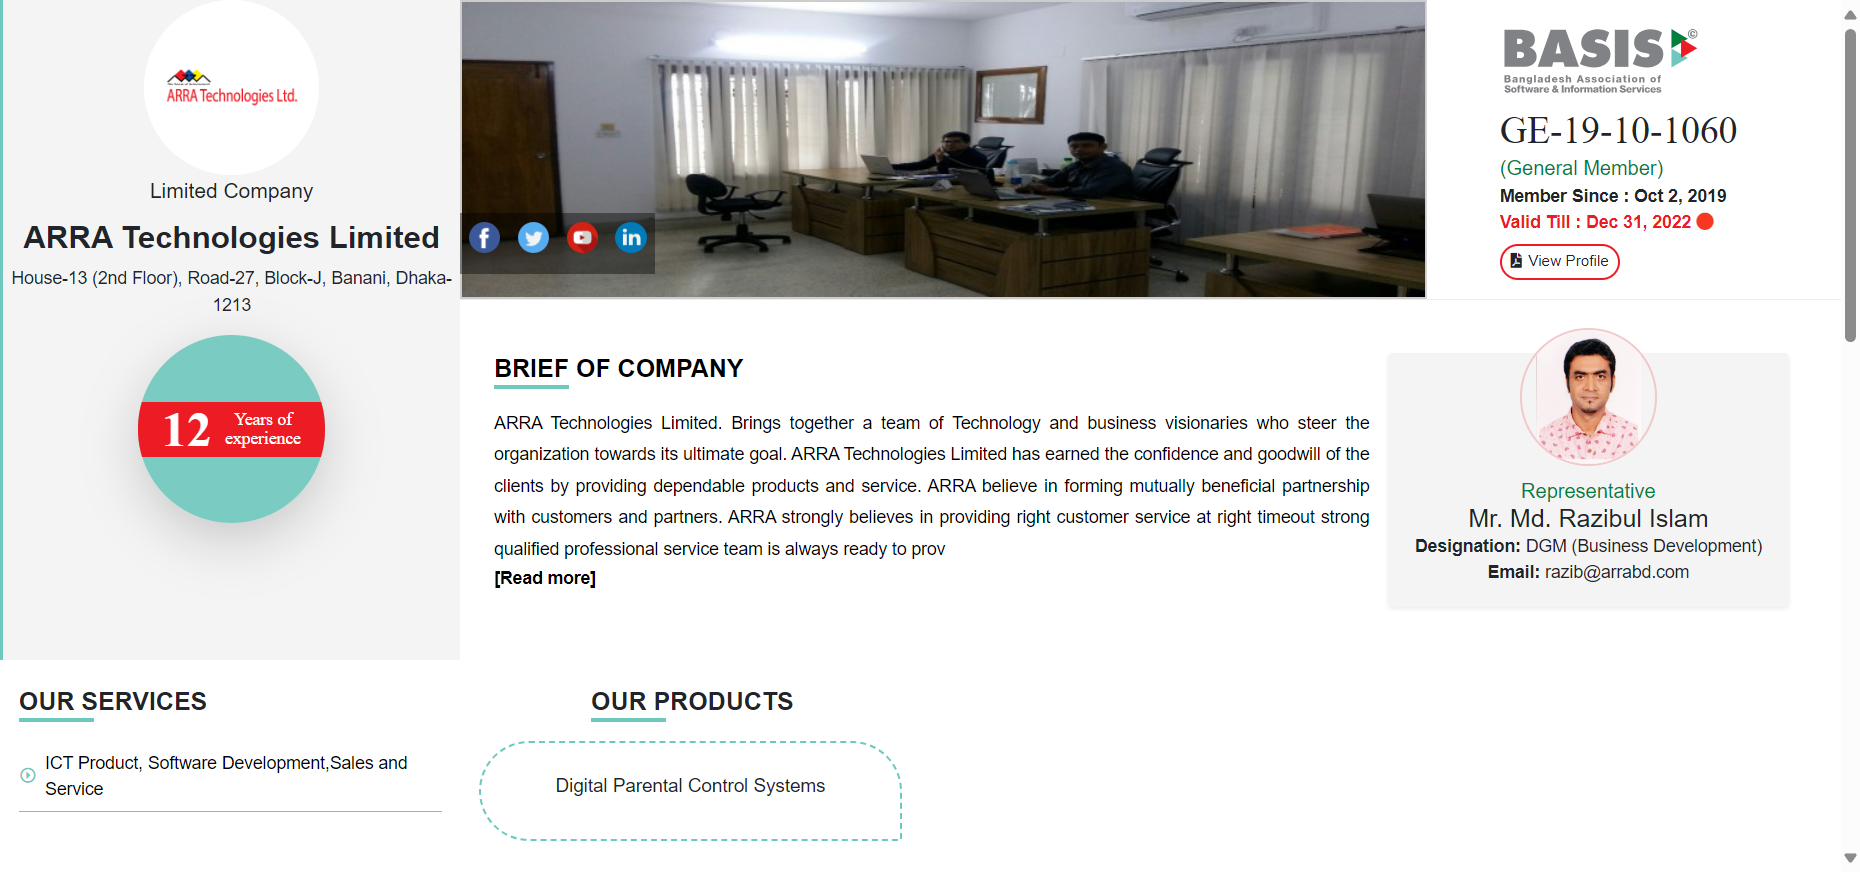 ARRA Technologies Ltd.
Limited Company
ARRA Technologies Limited
House-13 (2nd Floor), Road-27, Block-J, Banani, Dhaka-
1213
12 Years of
experience
BASIS ©
Bangladesh Association of
Software & Information Services
GE-19-10-1060
(General Member)
Member Since : Oct 2, 2019
Valid Till : Dec 31, 2022
View Profile
BRIEF OF COMPANY
ARRA Technologies Limited. Brings together a team of Technology and business visionaries who steer the
organization towards its ultimate goal. ARRA Technologies Limited has earned the confidence and goodwill of the
clients by providing dependable products and service. ARRA believe in forming mutually beneficial partnership
with customers and partners. ARRA strongly believes in providing right customer service at right timeout strong
qualified professional service team is always ready to prov
[Read more]
Representative
Mr. Md. Razibul Islam
Designation: DGM (Business Development)
Email: razib@arrabd.com
OUR SERVICES
ICT Product, Software Development,Sales and
Service
OUR PRODUCTS
Digital Parental Control Systems